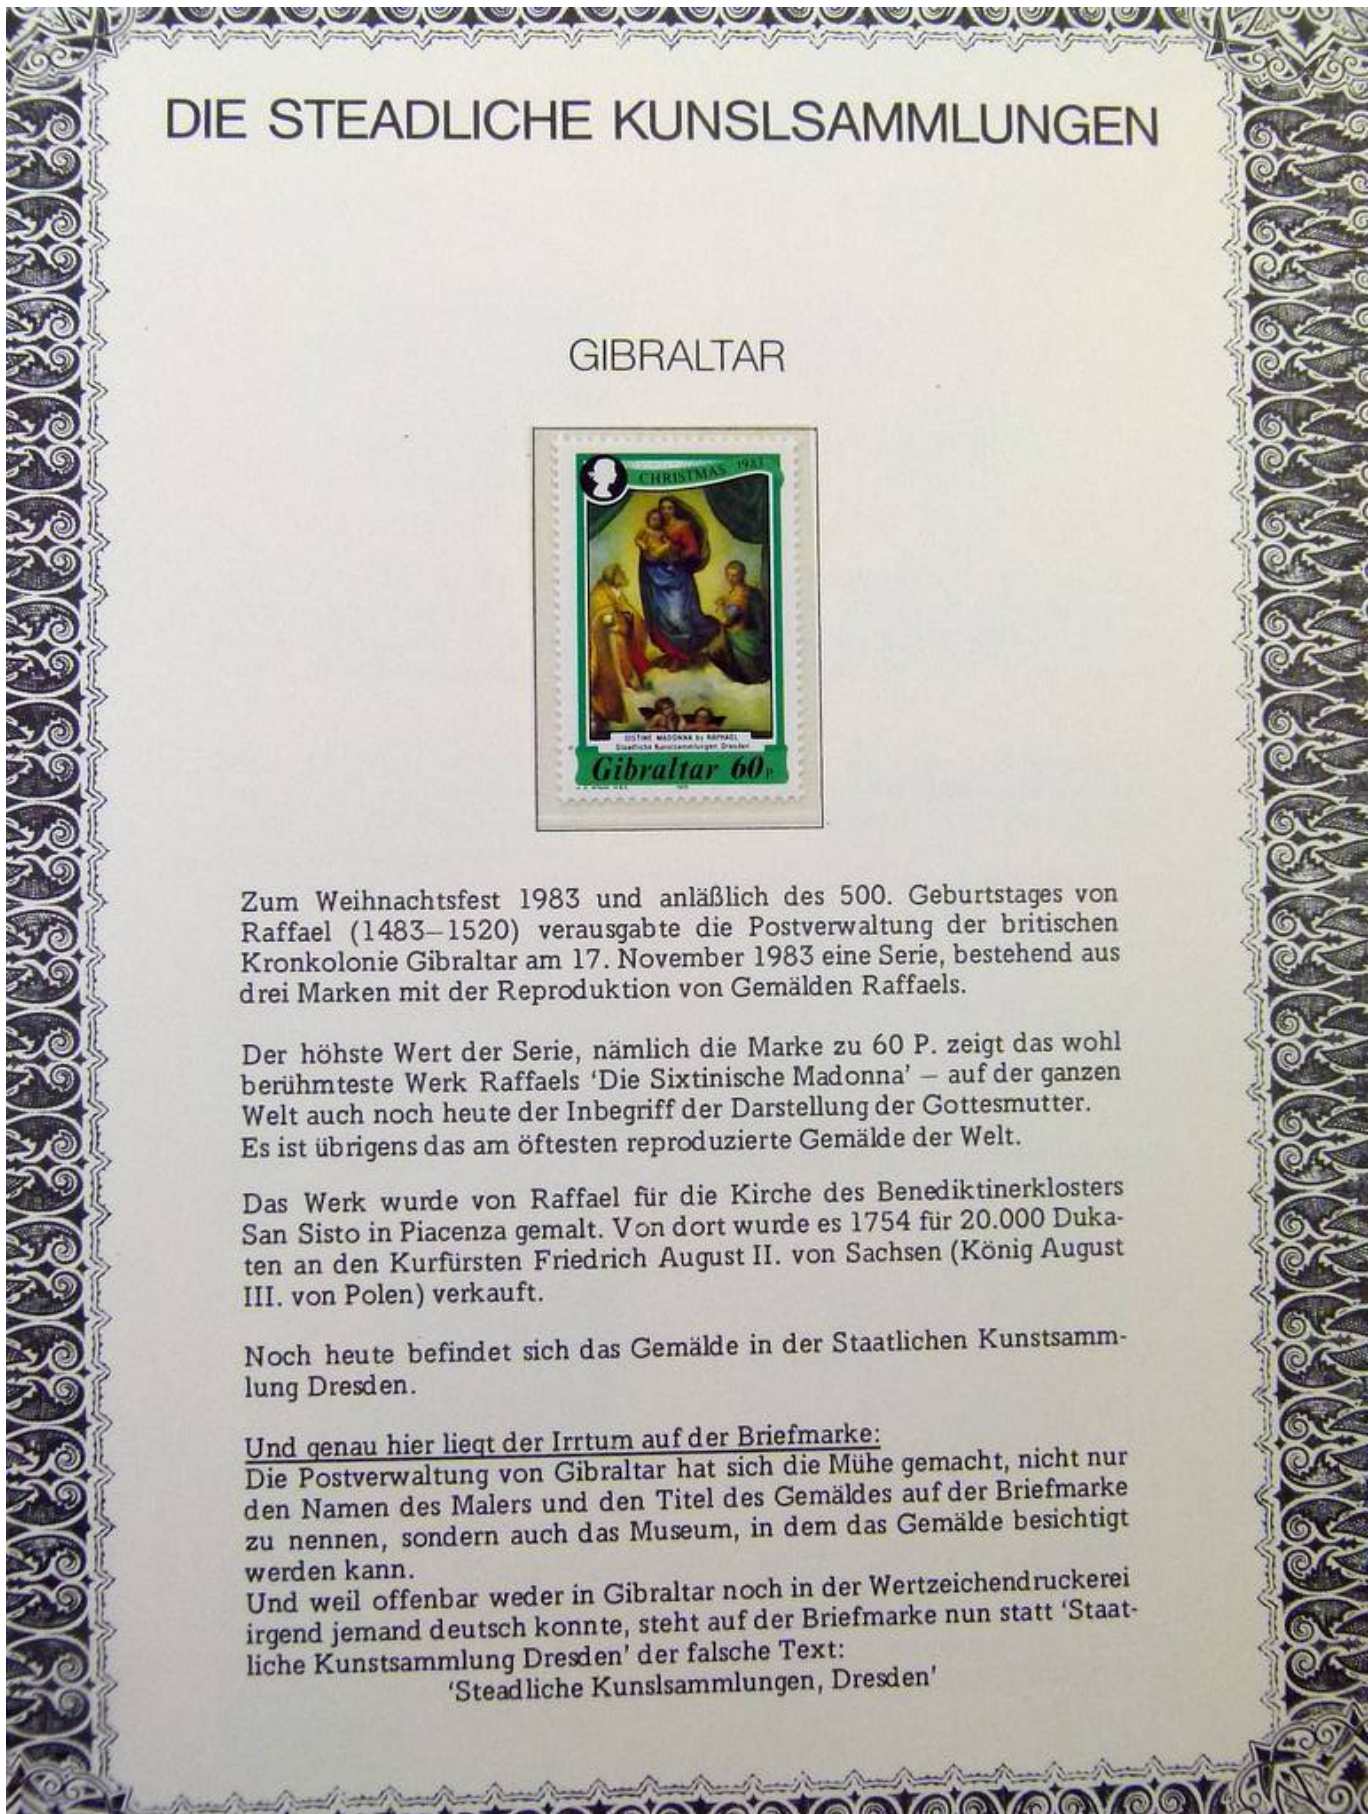 DIE STEADLICHE KUNSLSAMMLUNGEN
GIBRALTAR
CHRISTMAS 1983
SISTINE MADONNA by RAPHAEL
Steadliche Kunslsammlungen Dresden
Gibraltar 60P
Zum Weihnachtsfest 1983 und anläßlich des 500. Geburtstages von
Raffael (1483–1520) verausgabte die Postverwaltung der britischen
Kronkolonie Gibraltar am 17. November 1983 eine Serie, bestehend aus
drei Marken mit der Reproduktion von Gemälden Raffaels.
Der höhste Wert der Serie, nämlich die Marke zu 60 P. zeigt das wohl
berühmteste Werk Raffaels ‘Die Sixtinische Madonna’ – auf der ganzen
Welt auch noch heute der Inbegriff der Darstellung der Gottesmutter.
Es ist übrigens das am öftesten reproduzierte Gemälde der Welt.
Das Werk wurde von Raffael für die Kirche des Benediktinerklosters
San Sisto in Piacenza gemalt. Von dort wurde es 1754 für 20.000 Duka-
ten an den Kurfürsten Friedrich August II. von Sachsen (König August
III. von Polen) verkauft.
Noch heute befindet sich das Gemälde in der Staatlichen Kunstsamm-
lung Dresden.
Und genau hier liegt der Irrtum auf der Briefmarke:
Die Postverwaltung von Gibraltar hat sich die Mühe gemacht, nicht nur
den Namen des Malers und den Titel des Gemäldes auf der Briefmarke
zu nennen, sondern auch das Museum, in dem das Gemälde besichtigt
werden kann.
Und weil offenbar weder in Gibraltar noch in der Wertzeichendruckerei
irgend jemand deutsch konnte, steht auf der Briefmarke nun statt ‘Staat-
liche Kunstsammlung Dresden’ der falsche Text:
‘Steadliche Kunslsammlungen, Dresden’